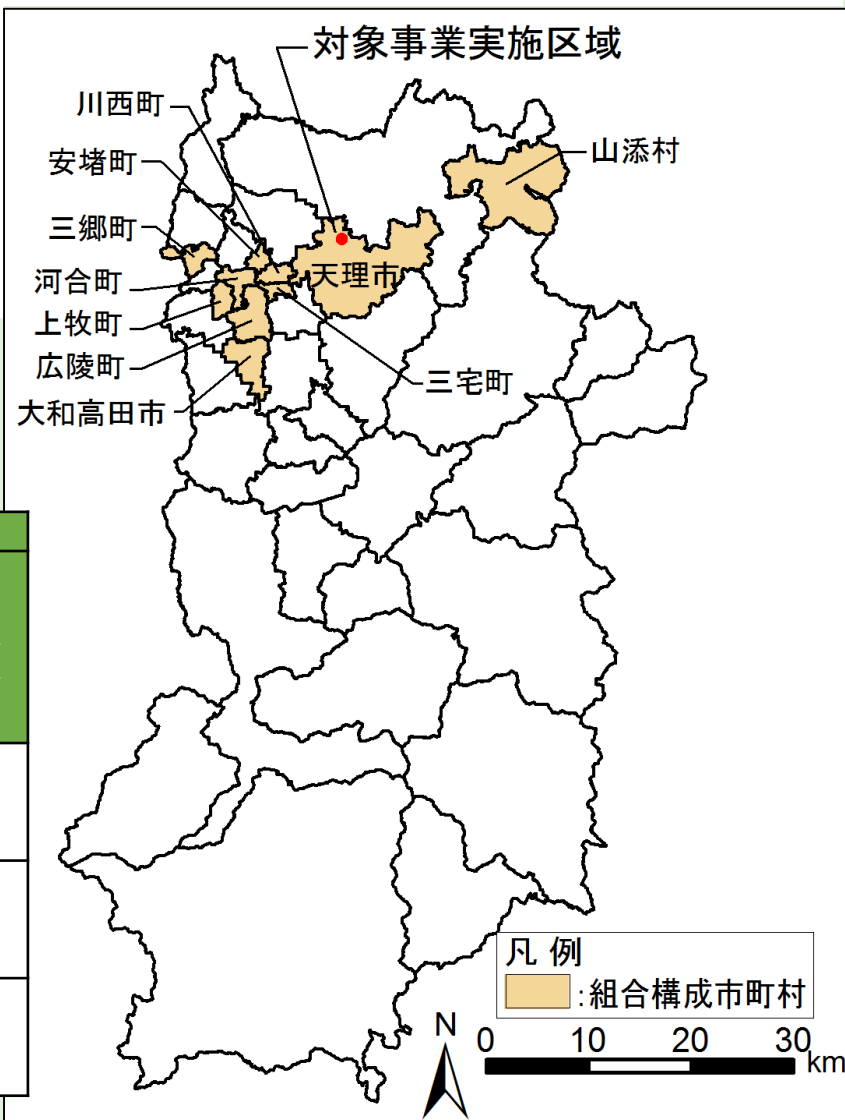 対象事業実施区域
川西町
安堵町
山添村
三郷町
河合町
天理市
上牧町
広陵町
三宅町
大和高田市
凡 例
:組合構成市町村
N
0 10 20 30
km